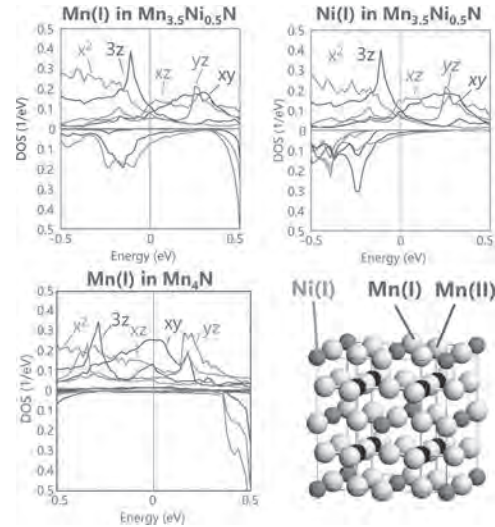 Mn(I) in Mn3.5Ni0.5N
x²
3z
xz
yz
xy
DOS (1/eV)
0.5
0.4
0.3
0.2
0.1
0
0.1
0.2
0.3
0.4
0.5
-0.5
0
0.5
Energy (eV)
Ni(I) in Mn3.5Ni0.5N
x²
3z
xz
yz
xy
DOS (1/eV)
0.5
0.4
0.3
0.2
0.1
0
0.1
0.2
0.3
0.4
0.5
-0.5
0
0.5
Energy (eV)
Mn(I) in Mn4N
x²
3z
xz
xy
yz
DOS (1/eV)
0.5
0.4
0.3
0.2
0.1
0
0.1
0.2
0.3
0.4
0.5
-0.5
0
0.5
Energy (eV)
Ni(I)
Mn(I)
Mn(II)